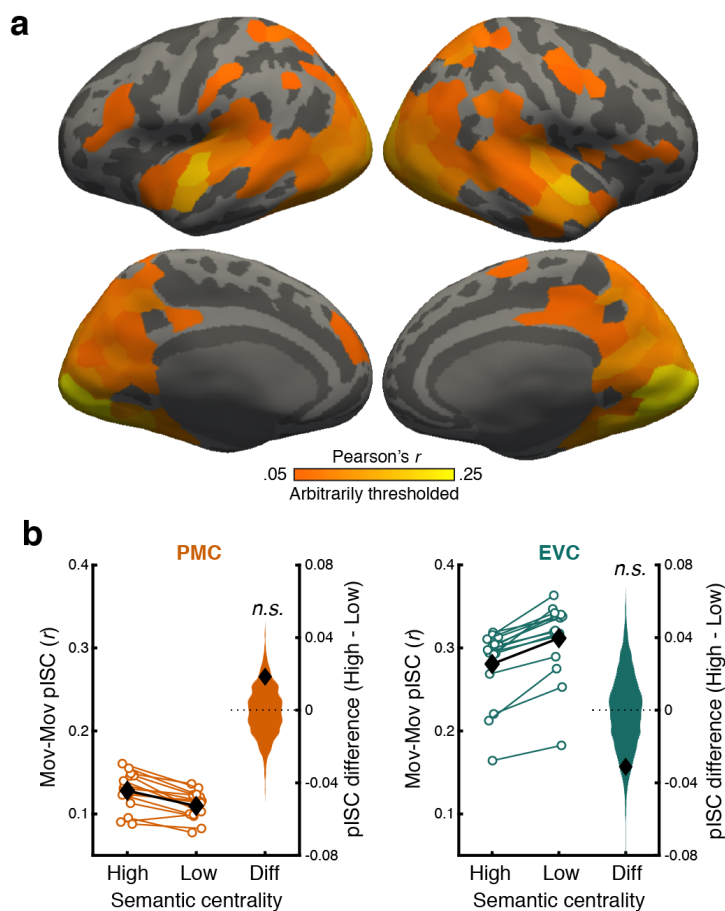 a
Pearson's r
.05 .25
Arbitrarily thresholded
b
PMC
0.4
0.3
0.2
0.1
Mov-Mov pISC (r)
n.s.
0.08
0.04
0
-0.04
-0.08
pISC difference (High - Low)
High Low Diff
Semantic centrality
EVC
0.4
0.3
0.2
0.1
Mov-Mov pISC (r)
n.s.
0.08
0.04
0
-0.04
-0.08
pISC difference (High - Low)
High Low Diff
Semantic centrality